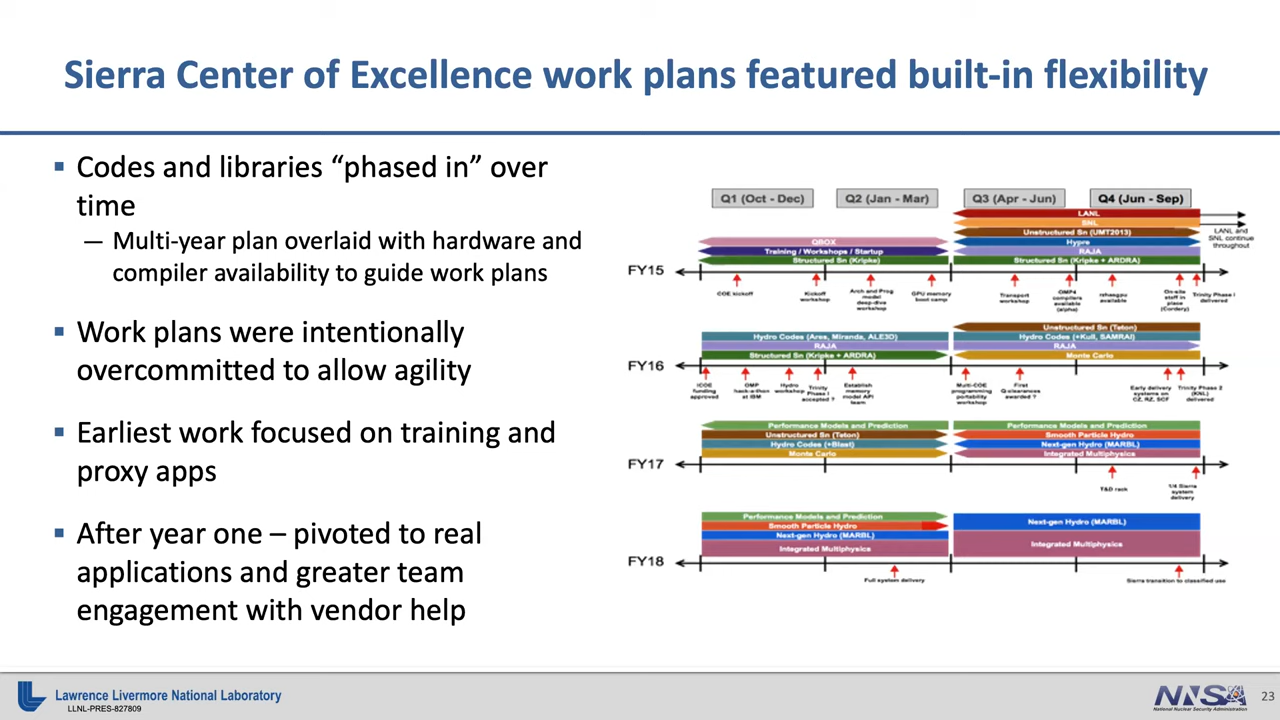 Sierra Center of Excellence work plans featured built-in flexibility
▪ Codes and libraries “phased in” over
time
— Multi-year plan overlaid with hardware and
compiler availability to guide work plans
▪ Work plans were intentionally
overcommitted to allow agility
▪ Earliest work focused on training and
proxy apps
▪ After year one – pivoted to real
applications and greater team
engagement with vendor help
Q1 (Oct - Dec) Q2 (Jan - Mar) Q3 (Apr - Jun) Q4 (Jun - Sep)
LANL
SNL
QBOX
Training / Workshops / Startup
Structured Sn (Kripke)
Unstructured Sn (UMT2013)
Hypre
RAJA
Structured Sn (Kripke + ARDRA)
LANL and
SNL continue
throughout
FY15
COE kickoff
Kickoff
workshop
Arch and Prog
model
deep-dive
workshop
GPU memory
boot camp
Transport
workshop
OMP4
compilers
available
(alpha)
rzhasgpu
available
On-site
staff in
place
(Cordery)
Trinity Phase I
delivered
Hydro Codes (Ares, Miranda, ALE3D)
RAJA
Structured Sn (Kripke + ARDRA)
Unstructured Sn (Teton)
Hydro Codes (+Kull, SAMRAI)
RAJA
Monte Carlo
FY16
ICOE
funding
approved
OMP
hack-a-thon
at IBM
Hydro
workshop
Trinity
Phase I
accepted ?
Establish
memory
model API
team
Multi-COE
programming
portability
workshop
First
Q-clearances
awarded ?
Early delivery
systems on
CZ, RZ, SCF
Trinity Phase 2
(KNL)
delivered
Performance Models and Prediction
Unstructured Sn (Teton)
Hydro Codes (+Blast)
Monte Carlo
Performance Models and Prediction
Smooth Particle Hydro
Next-gen Hydro (MARBL)
Integrated Multiphysics
FY17
T&D rack
1/4 Sierra
system
delivery
Performance Models and Prediction
Smooth Particle Hydro
Next-gen Hydro (MARBL)
Integrated Multiphysics
Next-gen Hydro (MARBL)
Integrated Multiphysics
FY18
Full system delivery
Sierra transition to classified use
Lawrence Livermore National Laboratory
LLNL-PRES-827809
NNSA
National Nuclear Security Administration
23